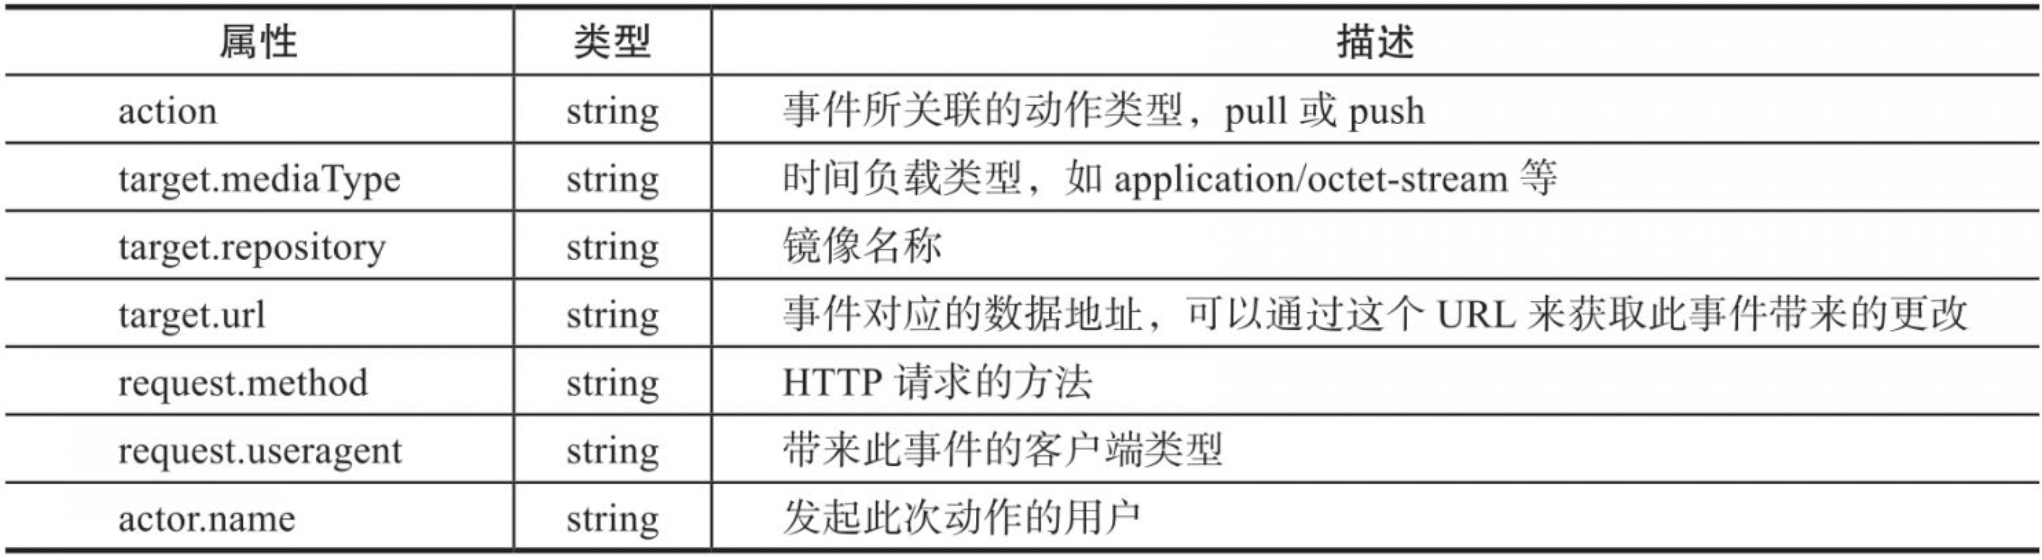 属性 类型 描述
action string 事件所关联的动作类型，pull 或 push
target.mediaType string 时间负载类型，如 application/octet-stream 等
target.repository string 镜像名称
target.url string 事件对应的数据地址，可以通过这个 URL 来获取此事件带来的更改
request.method string HTTP 请求的方法
request.useragent string 带来此事件的客户端类型
actor.name string 发起此次动作的用户